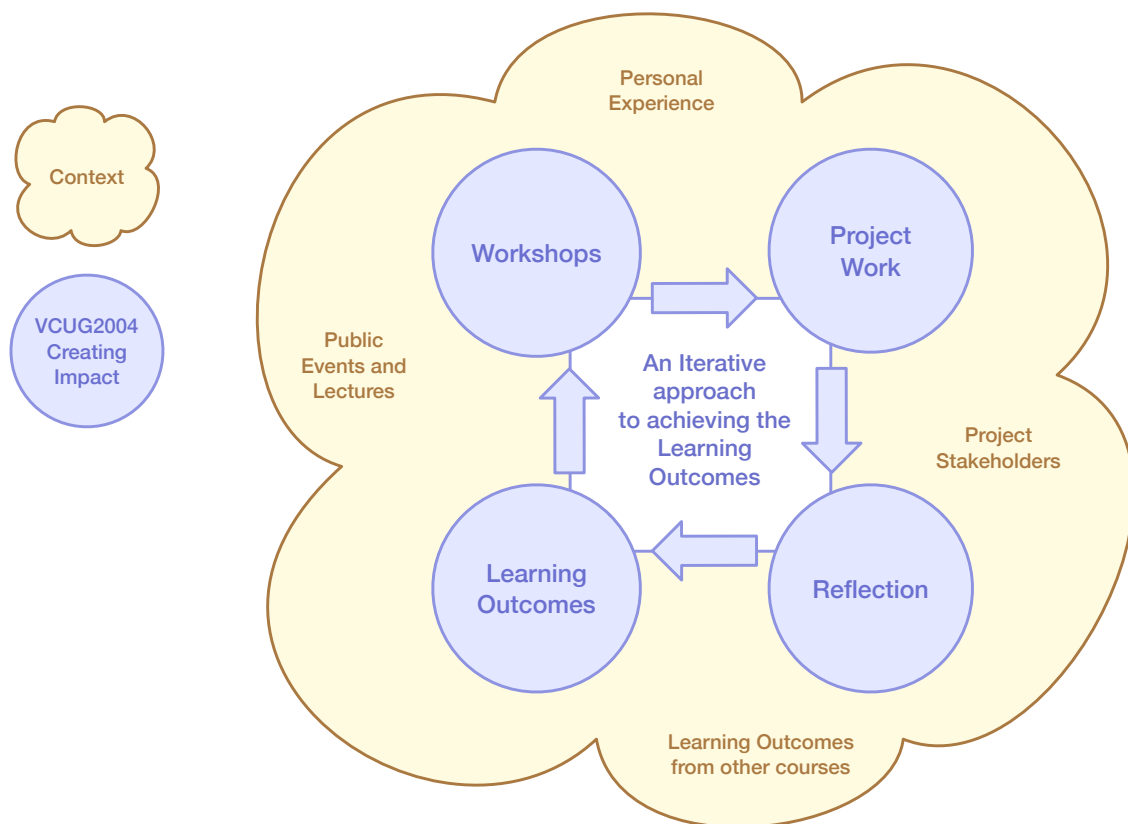 Context
VCUG2004
Creating
Impact
Personal
Experience
Workshops
Project
Work
Public
Events and
Lectures
An Iterative
approach
to achieving the
Learning
Outcomes
Project
Stakeholders
Learning
Outcomes
Reflection
Learning Outcomes
from other courses